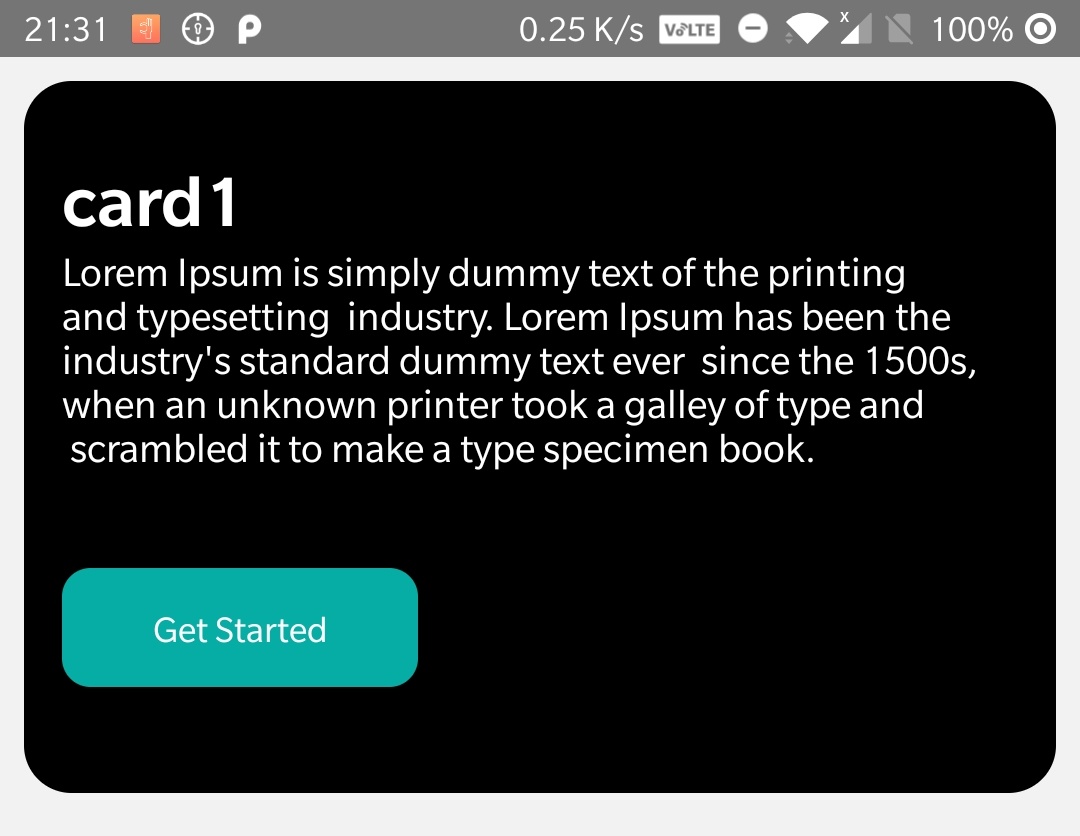 21:31 0.25 K/s VoLTE x 100%
card1
Lorem Ipsum is simply dummy text of the printing
and typesetting  industry. Lorem Ipsum has been the
industry's standard dummy text ever  since the 1500s,
when an unknown printer took a galley of type and
scrambled it to make a type specimen book.
Get Started